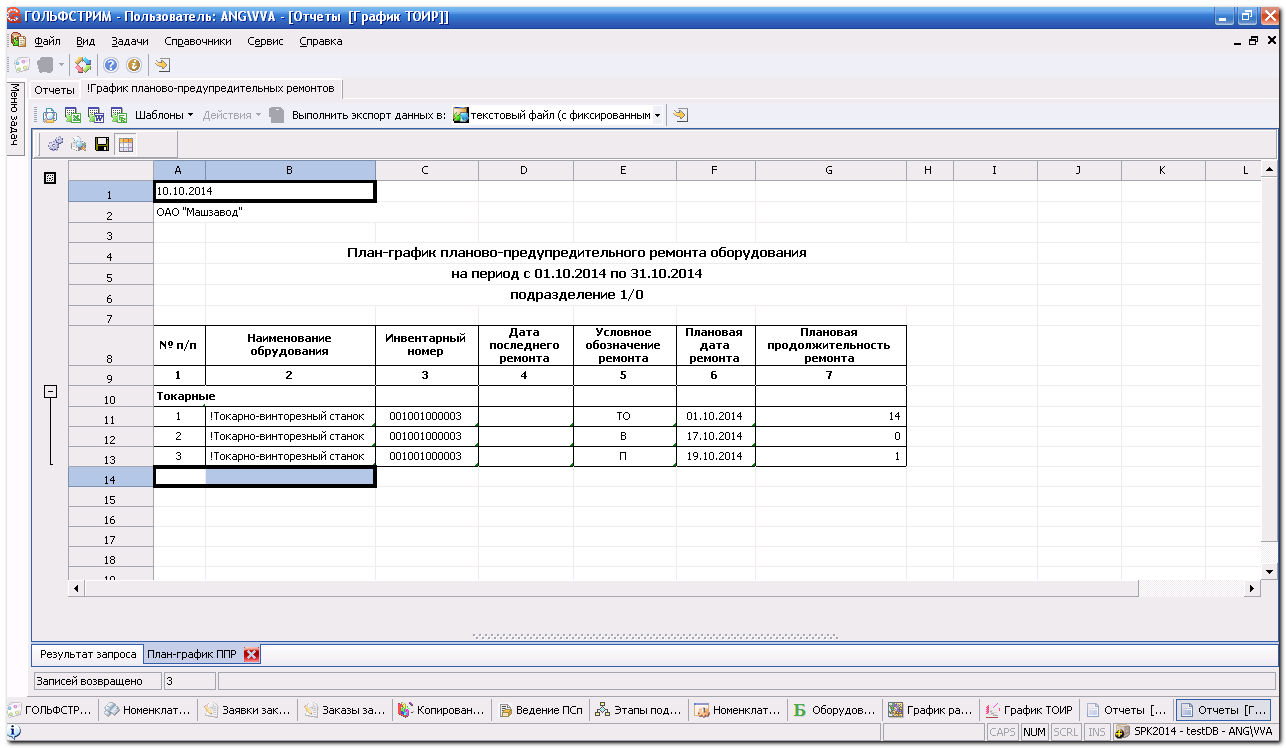 ГОЛЬФСТРИМ - Пользователь: ANG\VVA - [Отчеты [График ТОИР]]
Файл Вид Задачи Справочники Сервис Справка
Меню задач
Отчеты !График планово-предупредительных ремонтов
Шаблоны Действия Выполнить экспорт данных в: текстовый файл (с фиксированным
A B C D E F G H I J K L
1 10.10.2014
2 ОАО "Машзавод"
3
4 План-график планово-предупредительного ремонта оборудования
5 на период с 01.10.2014 по 31.10.2014
6 подразделение 1/0
7
8 № п/п Наименование обрудования Инвентарный номер Дата последнего ремонта Условное обозначение ремонта Плановая дата ремонта Плановая продолжительность ремонта
9 1 2 3 4 5 6 7
10 Токарные
11 1 !Токарно-винторезный станок 001001000003 ТО 01.10.2014 14
12 2 !Токарно-винторезный станок 001001000003 В 17.10.2014 0
13 3 !Токарно-винторезный станок 001001000003 П 19.10.2014 1
14
15
16
17
18
19
Результат запроса План-график ППР
Записей возвращено 3
ГОЛЬФСТР... Номенклат... Заявки зак... Заказы за... Копирован... Ведение ПСп Этапы под... Номенклат... Оборудов... График ра... График ТОИР Отчеты [... Отчеты [Г...
CAPS NUM SCRL INS SPK2014 - testDB - ANG\VVA